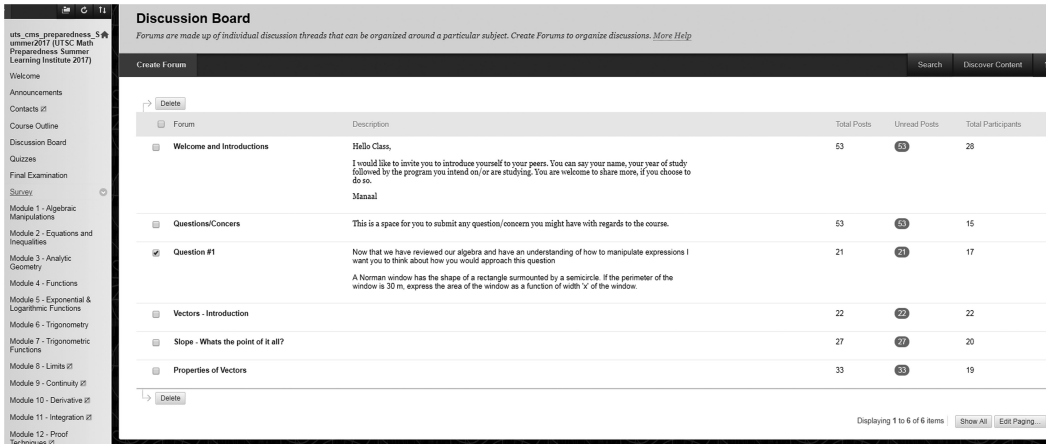 uts_cms_preparedness_S
ummer2017 (UTSC Math
Preparedness Summer
Learning Institute 2017)
Welcome
Announcements
Contacts
Course Outline
Discussion Board
Quizzes
Final Examination
Survey
Module 1 - Algebraic
Manipulations
Module 2 - Equations and
Inequalities
Module 3 - Analytic
Geometry
Module 4 - Functions
Module 5 - Exponential &
Logarithmic Functions
Module 6 - Trigonometry
Module 7 - Trigonometric
Functions
Module 8 - Limits
Module 9 - Continuity
Module 10 - Derivative
Module 11 - Integration
Module 12 - Proof
Techniques
Discussion Board
Forums are made up of individual discussion threads that can be organized around a particular subject. Create Forums to organize discussions. More Help
Create Forum Search Discover Content
Delete
Forum Description Total Posts Unread Posts Total Participants
Welcome and Introductions Hello Class, 53 53 28
I would like to invite you to introduce yourself to your peers. You can say your name, your year of study
followed by the program you intend on/or are studying. You are welcome to share more, if you choose to
do so.
Manaal
Questions/Concers This is a space for you to submit any question/concern you might have with regards to the course. 53 53 15
Question #1 Now that we have reviewed our algebra and have an understanding of how to manipulate expressions I 21 21 17
want you to think about how you would approach this question
A Norman window has the shape of a rectangle surmounted by a semicircle. If the perimeter of the
window is 30 m, express the area of the window as a function of width 'x' of the window.
Vectors - Introduction 22 22 22
Slope - Whats the point of it all? 27 27 20
Properties of Vectors 33 33 19
Delete
Displaying 1 to 6 of 6 items Show All Edit Paging...